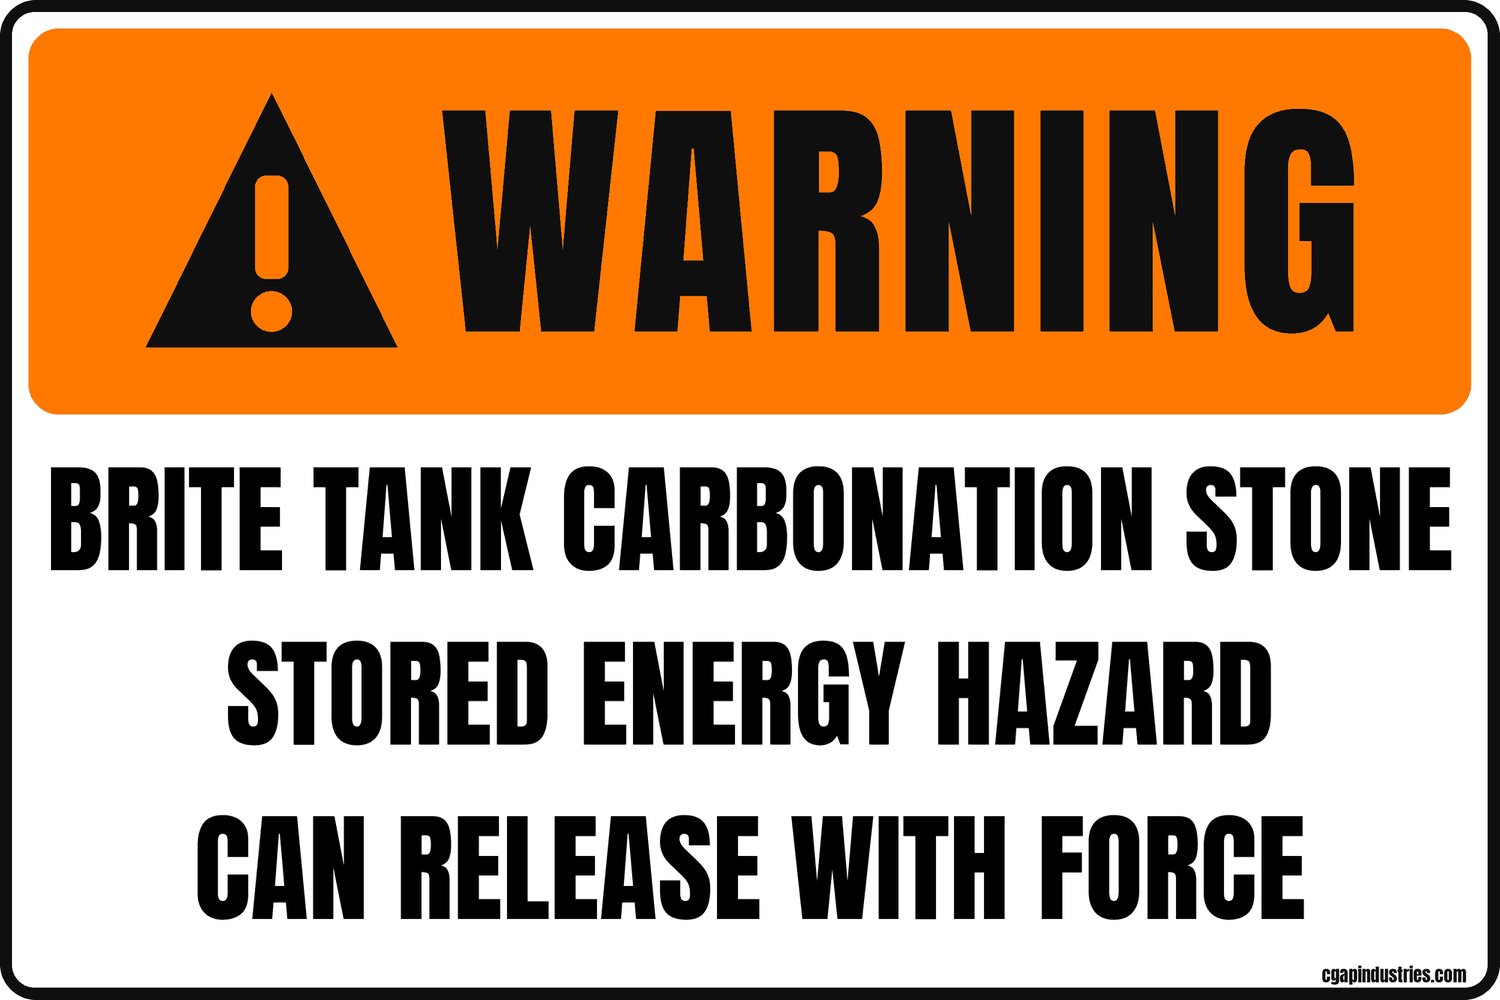 WARNING
BRITE TANK CARBONATION STONE
STORED ENERGY HAZARD
CAN RELEASE WITH FORCE
cgapindustries.com